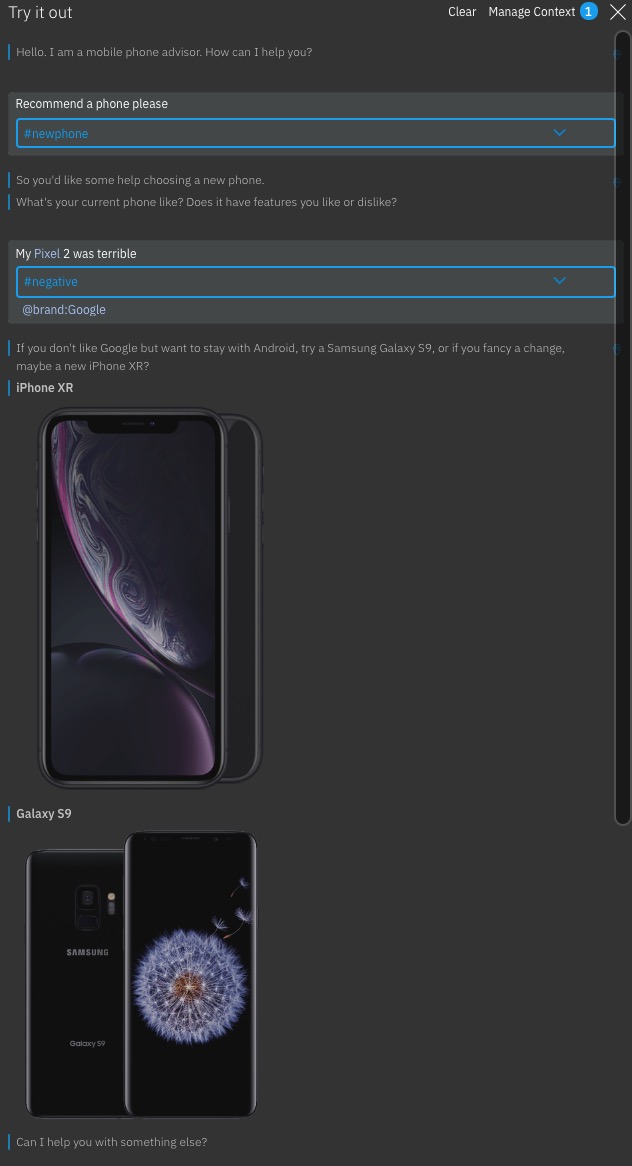 Try it out
Clear Manage Context 1
Hello. I am a mobile phone advisor. How can I help you?
Recommend a phone please
#newphone
So you'd like some help choosing a new phone.
What's your current phone like? Does it have features you like or dislike?
My Pixel 2 was terrible
#negative
@brand:Google
If you don't like Google but want to stay with Android, try a Samsung Galaxy S9, or if you fancy a change,
maybe a new iPhone XR?
iPhone XR
Galaxy S9
SAMSUNG
Galaxy S9
Can I help you with something else?